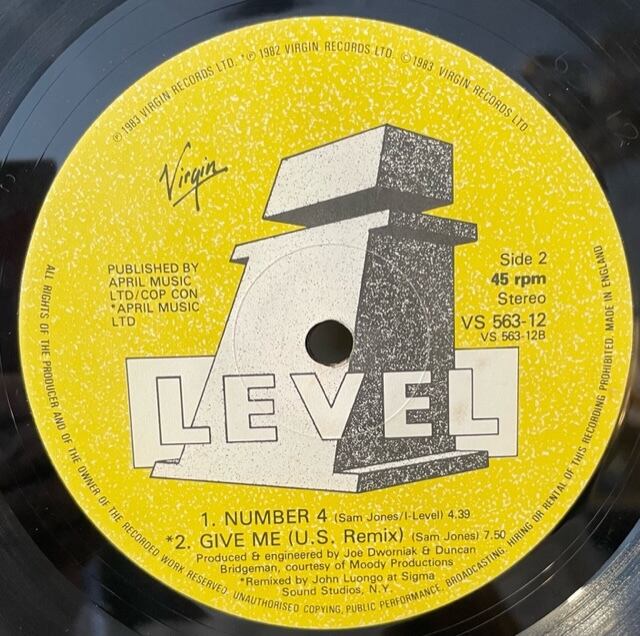 ℗ 1983 VIRGIN RECORDS LTD. *℗ 1982 VIRGIN RECORDS LTD. ©1983 VIRGIN RECORDS LTD.
Virgin
PUBLISHED BY
APRIL MUSIC
LTD/COP CON
*APRIL MUSIC
LTD
Side 2
45 rpm
Stereo
VS 563-12
VS 563-12B
LEVEL
1. NUMBER 4 (Sam Jones/I-Level) 4.39
*2. GIVE ME (U.S. Remix) (Sam Jones) 7.50
Produced & engineered by Joe Dworniak & Duncan
Bridgeman, courtesy of Moody Productions
*Remixed by John Luongo at Sigma
Sound Studios, N.Y.
ALL RIGHTS OF THE PRODUCER AND OF THE OWNER OF THE RECORDED WORK RESERVED. UNAUTHORISED COPYING, PUBLIC PERFORMANCE, BROADCASTING, HIRING OR RENTAL OF THIS RECORDING PROHIBITED. MADE IN ENGLAND